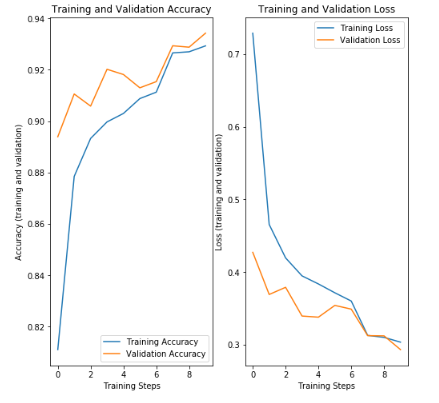 Training and Validation Accuracy
Accuracy (training and validation)
0.94
0.92
0.90
0.88
0.86
0.84
0.82
0
2
4
6
8
Training Steps
Training Accuracy
Validation Accuracy
Training and Validation Loss
Loss (training and validation)
0.7
0.6
0.5
0.4
0.3
0
2
4
6
8
Training Steps
Training Loss
Validation Loss